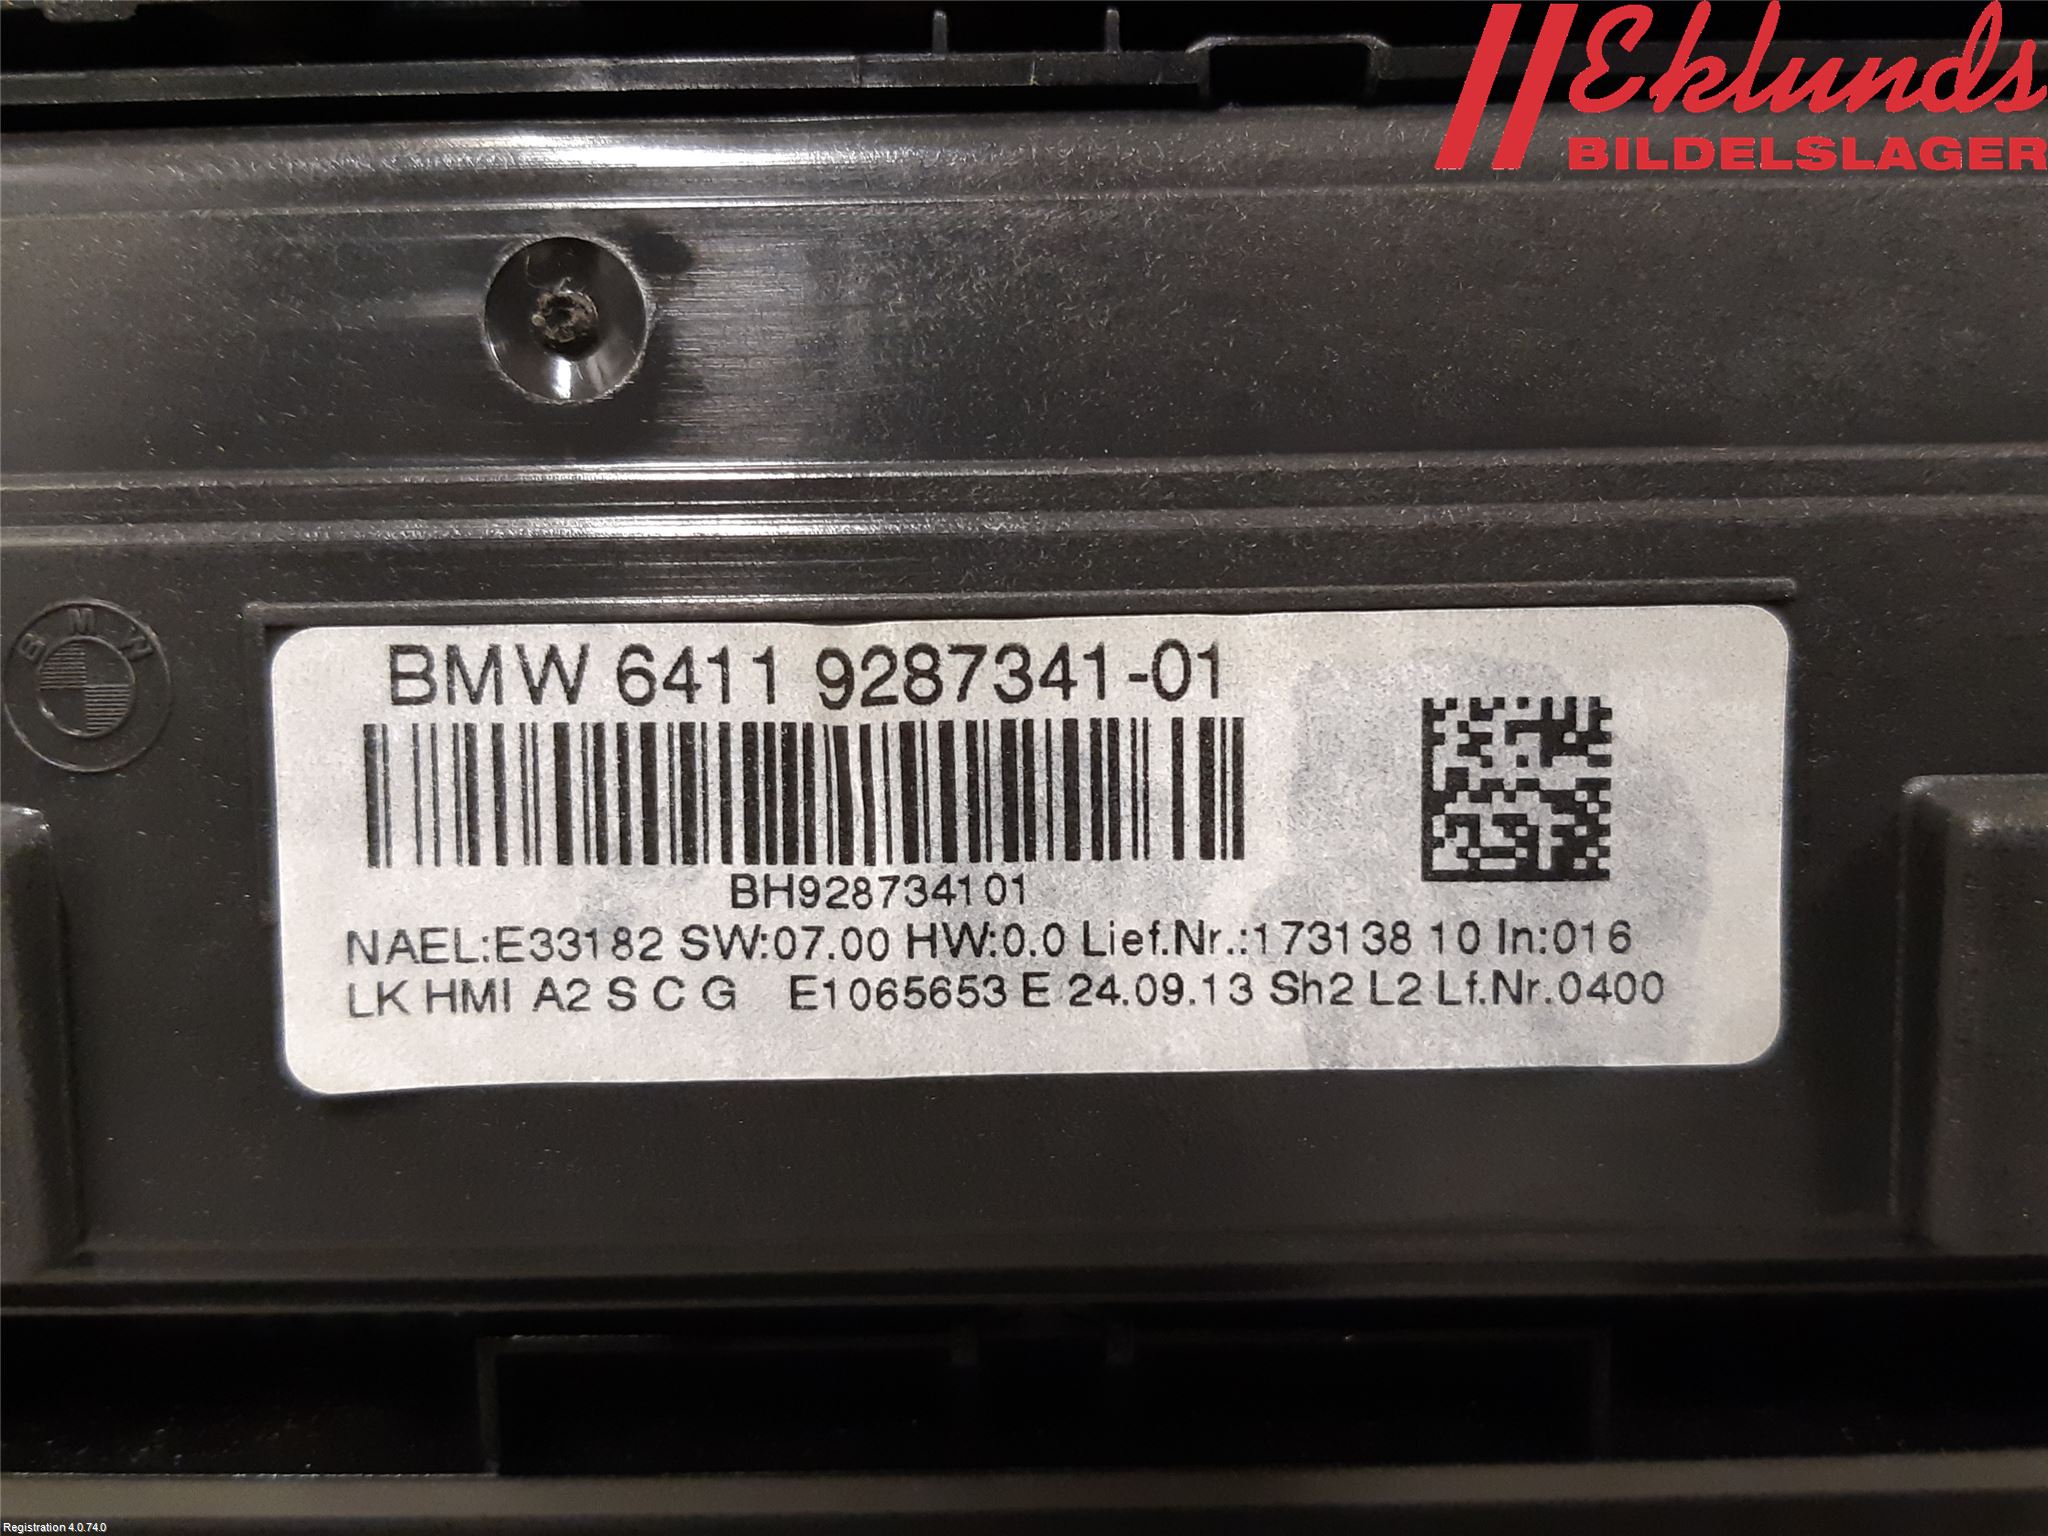 Eklunds
BILDELSLAGER
BMW
BMW 6411 9287341-01
BH928734101
NAEL:E33182 SW:07.00 HW:0.0 Lief.Nr.:173138 10 In:016
LK HMI A2 S C G E1065653 E 24.09.13 Sh2 L2 Lf.Nr.0400
Registration 4.0.74.0